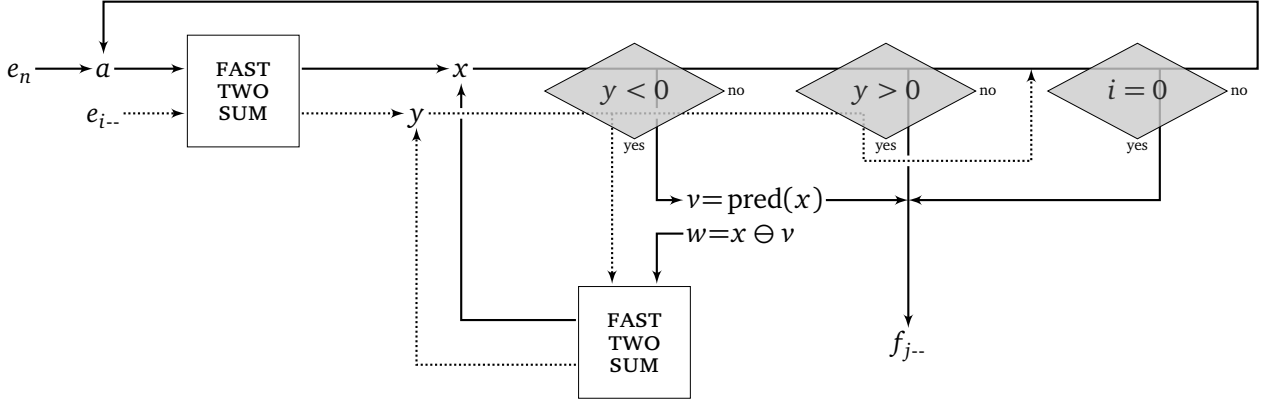 e_n
a
FAST
TWO
SUM
x
y < 0
no
yes
y > 0
no
yes
i = 0
no
yes
e_{i--}
y
v=pred(x)
w=x ⊖ v
FAST
TWO
SUM
f_{j--}